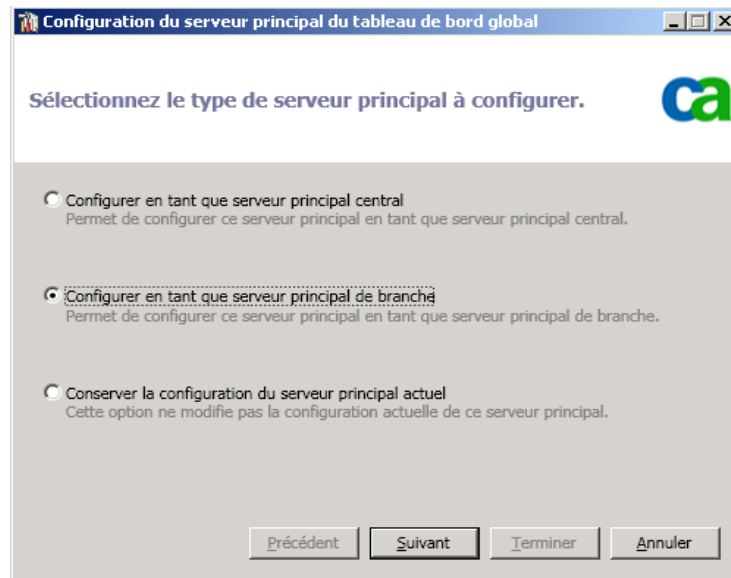 Configuration du serveur principal du tableau de bord global
Sélectionnez le type de serveur principal à configurer.
ca
Configurer en tant que serveur principal central
Permet de configurer ce serveur principal en tant que serveur principal central.
Configurer en tant que serveur principal de branche
Permet de configurer ce serveur principal en tant que serveur principal de branche.
Conserver la configuration du serveur principal actuel
Cette option ne modifie pas la configuration actuelle de ce serveur principal.
Précédent Suivant Terminer Annuler